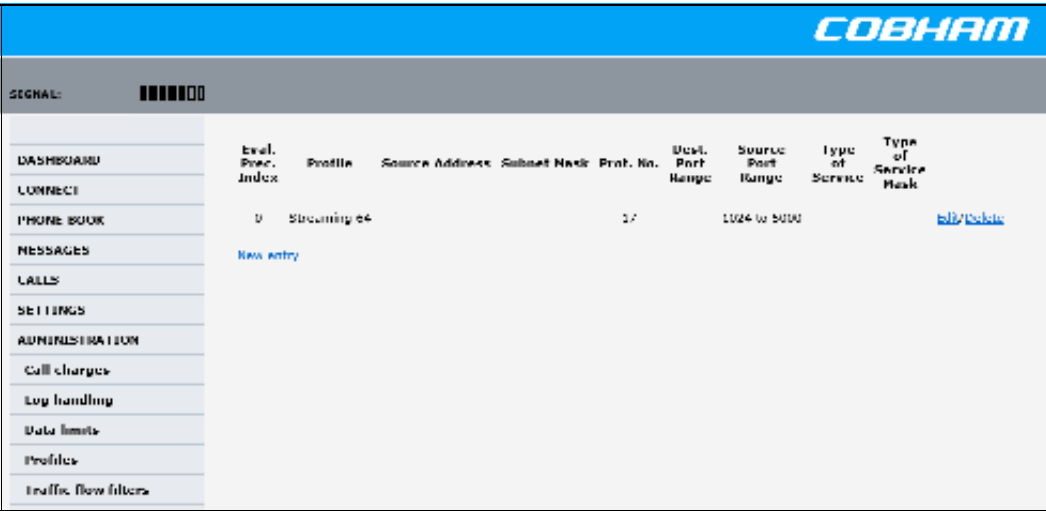 COBHAM
SIGNAL:
DASHBOARD
CONNECT
PHONE BOOK
MESSAGES
CALLS
SETTINGS
ADMINISTRATION
Call charges
Log handling
Data limits
Profiles
Traffic flow filters
Eval. Prec. Index
Profile
Source Address
Subnet Mask
Prot. No.
Dest. Port Range
Source Port Range
Type of Service
Type of Service Mask
0 Streaming 64 17 1024 to 5000 Edit/Delete
New entry